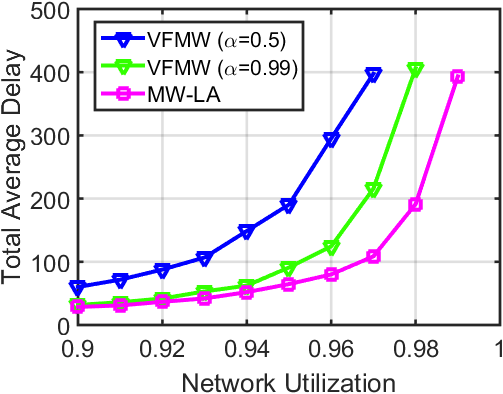 500
400
300
200
100
0
Total Average Delay
VFMW (α=0.5)
VFMW (α=0.99)
MW-LA
0.9 0.92 0.94 0.96 0.98 1
Network Utilization